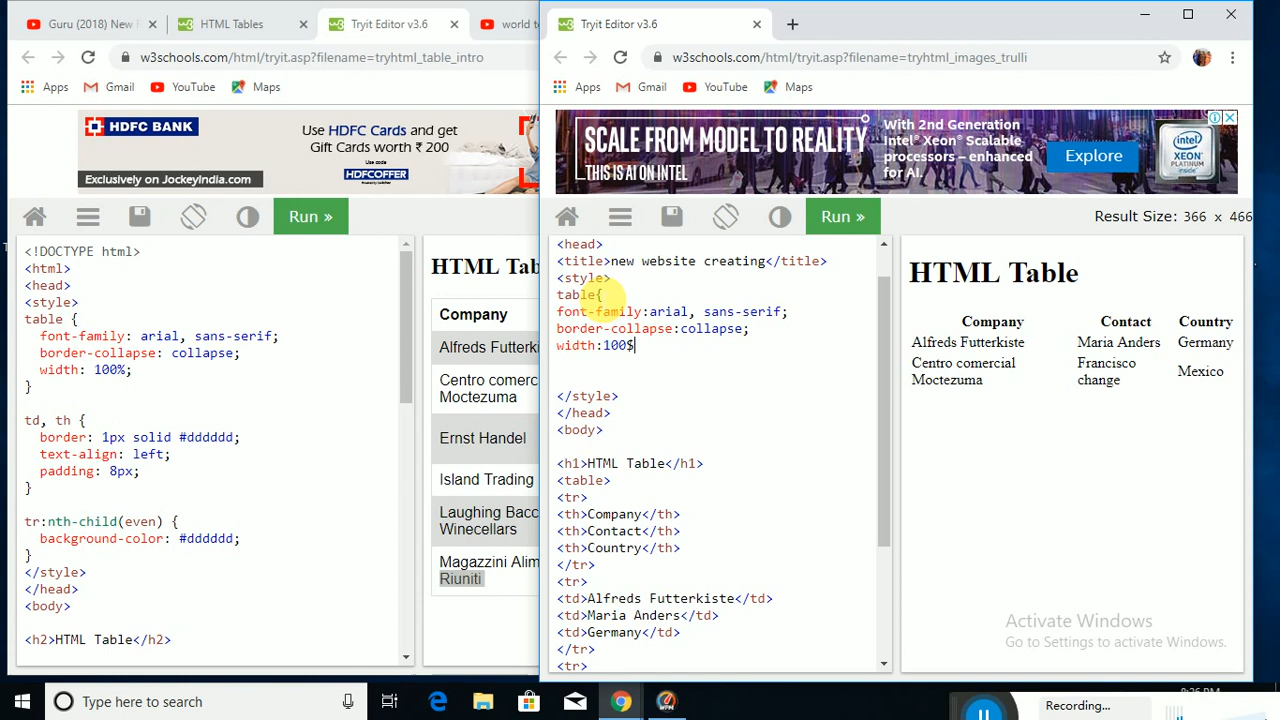 Guru (2018) New
HTML Tables
Tryit Editor v3.6
world to
w3schools.com/html/tryit.asp?filename=tryhtml_table_intro
Apps
Gmail
YouTube
Maps
HDFC BANK
Use HDFC Cards and get
Gift Cards worth ₹ 200
Use code
HDFCOFFER
Exclusively on JockeyIndia.com
Run »
<!DOCTYPE html>
<html>
<head>
<style>
table {
font-family: arial, sans-serif;
border-collapse: collapse;
width: 100%;
}
td, th {
border: 1px solid #dddddd;
text-align: left;
padding: 8px;
}
tr:nth-child(even) {
background-color: #dddddd;
}
</style>
</head>
<body>
<h2>HTML Table</h2>
HTML Tab
Company
Alfreds Futterki
Centro comerc
Moctezuma
Ernst Handel
Island Trading
Laughing Bacc
Winecellars
Magazzini Alim
Riuniti
Tryit Editor v3.6
w3schools.com/html/tryit.asp?filename=tryhtml_images_trulli
Apps
Gmail
YouTube
Maps
SCALE FROM MODEL TO REALITY
THIS IS AI ON INTEL
With 2nd Generation
Intel® Xeon® Scalable
processors – enhanced
for AI.
Explore
intel
XEON
PLATINUM
inside™
Run »
Result Size: 366 x 466
<head>
<title>new website creating</title>
<style>
table{
font-family:arial, sans-serif;
border-collapse:collapse;
width:100$
</style>
</head>
<body>
<h1>HTML Table</h1>
<table>
<tr>
<th>Company</th>
<th>Contact</th>
<th>Country</th>
</tr>
<tr>
<td>Alfreds Futterkiste</td>
<td>Maria Anders</td>
<td>Germany</td>
</tr>
<tr>
HTML Table
Company Contact Country
Alfreds Futterkiste Maria Anders Germany
Centro comercial
Moctezuma
Francisco
change
Mexico
Activate Windows
Go to Settings to activate Windows.
Type here to search
WFM
Recording...